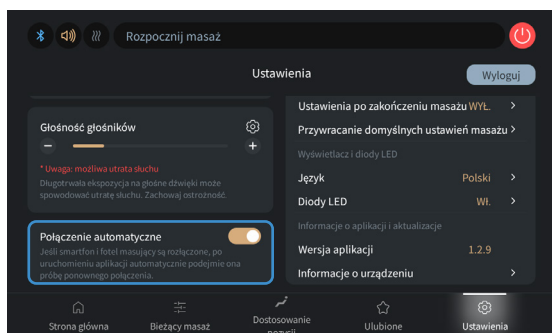 Rozpocznij masaż
Ustawienia
Wyloguj
Głośność głośników
* Uwaga: możliwa utrata słuchu
Długotrwała ekspozycja na głośne dźwięki może
spowodować utratę słuchu. Zachowaj ostrożność.
Połączenie automatyczne
Jeśli smartfon i fotel masujący są rozłączone, po
uruchomieniu aplikacji automatycznie podejmie ona
próbę ponownego połączenia.
Ustawienia po zakończeniu masażu WYŁ. >
Przywracanie domyślnych ustawień masażu >
Wyświetlacz i diody LED
Język Polski >
Diody LED Wł. >
Informacje o aplikacji i aktualizacje
Wersja aplikacji 1.2.9
Informacje o urządzeniu >
Strona główna
Bieżący masaż
Dostosowanie
pozycji
Ulubione
Ustawienia